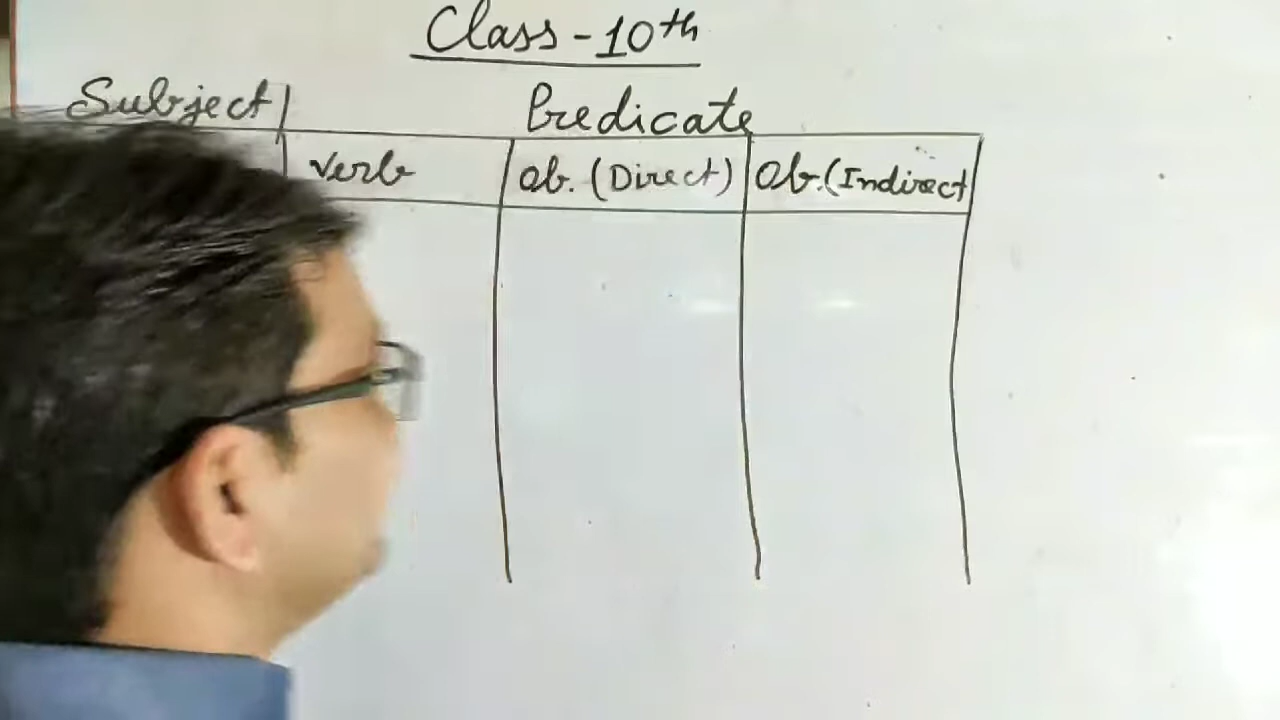 Class - 10th
Subject Predicate
Verb Ob. (Direct) Ob. (Indirect